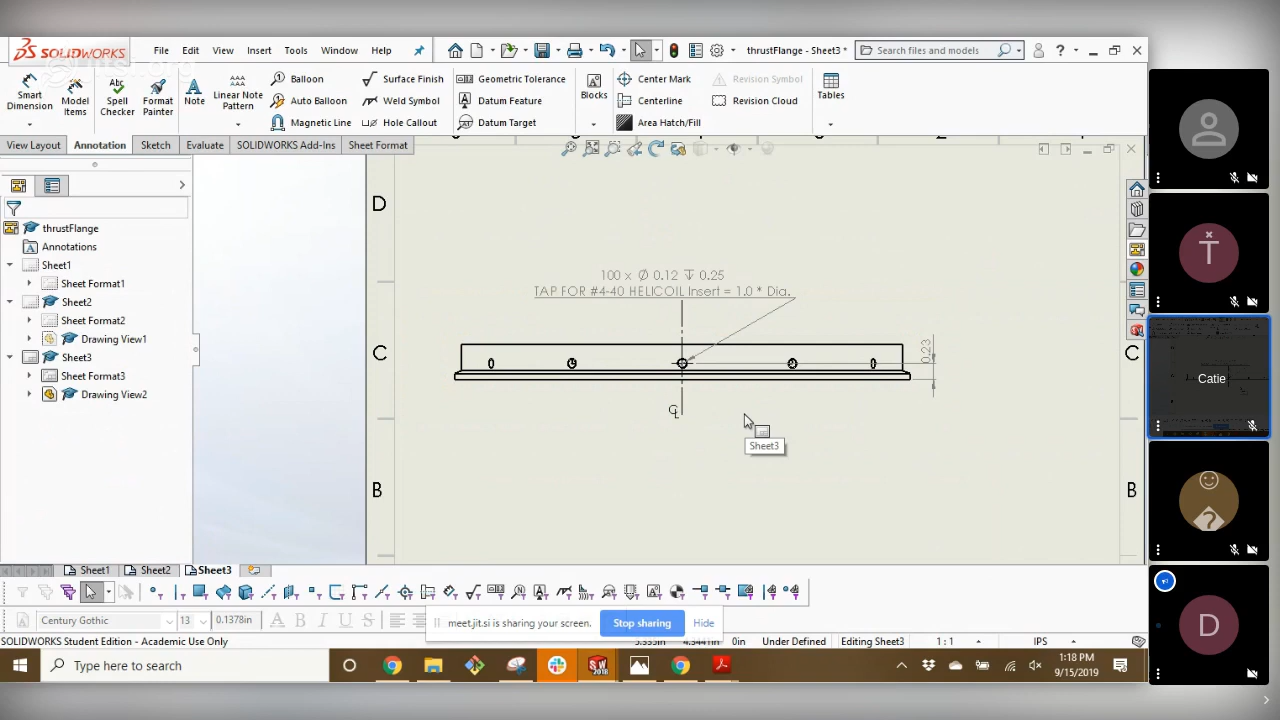 SOLIDWORKS
File Edit View Insert Tools Window Help
thrustFlange - Sheet3 *
Search files and models
Smart Dimension
Model Items
Spell Checker
Format Painter
Note
Linear Note Pattern
Balloon
Auto Balloon
Magnetic Line
Surface Finish
Weld Symbol
Hole Callout
Geometric Tolerance
Datum Feature
Datum Target
Blocks
Center Mark
Centerline
Area Hatch/Fill
Revision Symbol
Revision Cloud
Tables
View Layout Annotation Sketch Evaluate SOLIDWORKS Add-Ins Sheet Format
thrustFlange
Annotations
Sheet1
Sheet Format1
Sheet2
Sheet Format2
Drawing View1
Sheet3
Sheet Format3
Drawing View2
D
100 x Ø 0.12 ↧ 0.25
TAP FOR #4-40 HELICOIL Insert = 1.0 * Dia.
C
0.23
C
℄
Sheet3
B
B
Sheet1 Sheet2 Sheet3
Century Gothic 13 0.1378in B I U S
meet.jit.si is sharing your screen. Stop sharing Hide
SOLIDWORKS Student Edition - Academic Use Only
0in Under Defined Editing Sheet3 1 : 1 IPS
Type here to search
SW 2018
1:18 PM
9/15/2019
Ť
Catie
D